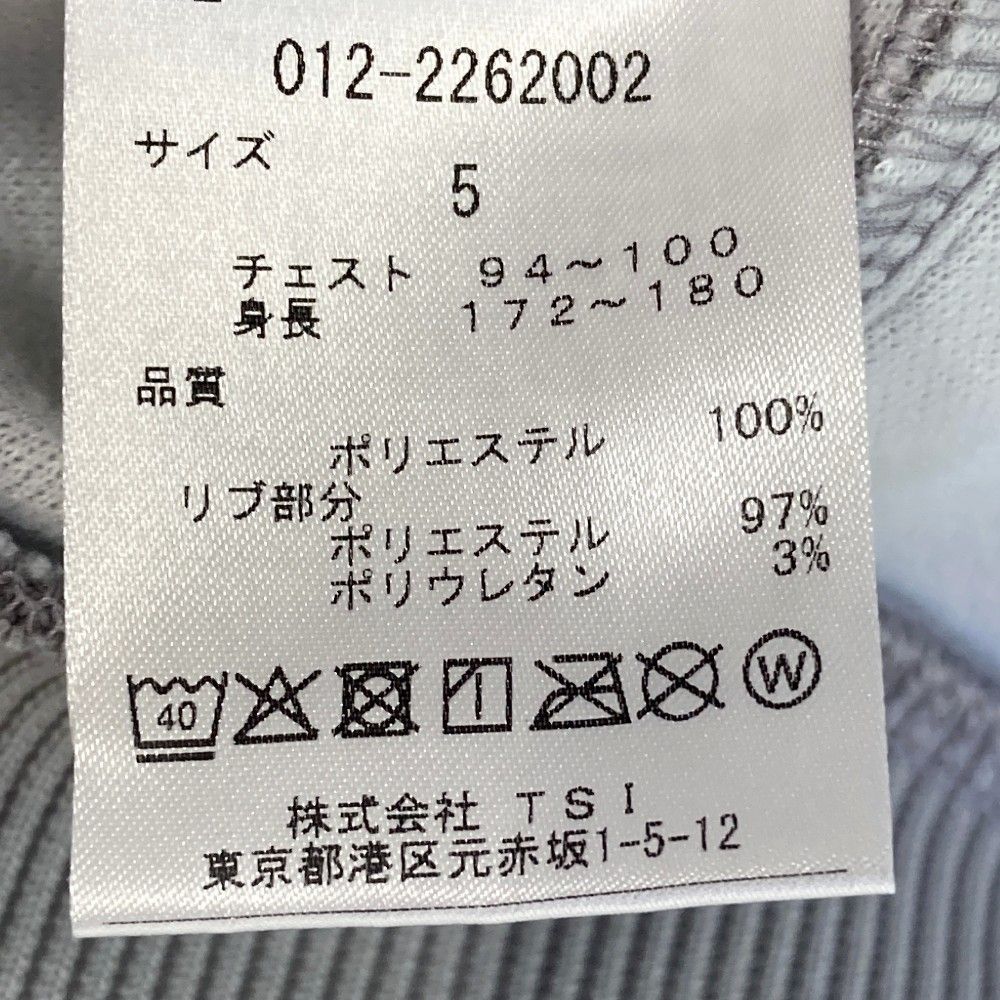 012-2262002
サイズ
5
チェスト 94~100
身長 172~180
品質
ポリエステル 100%
リブ部分
ポリエステル 97%
ポリウレタン 3%
40 W
株式会社 TSI
東京都港区元赤坂1-5-12